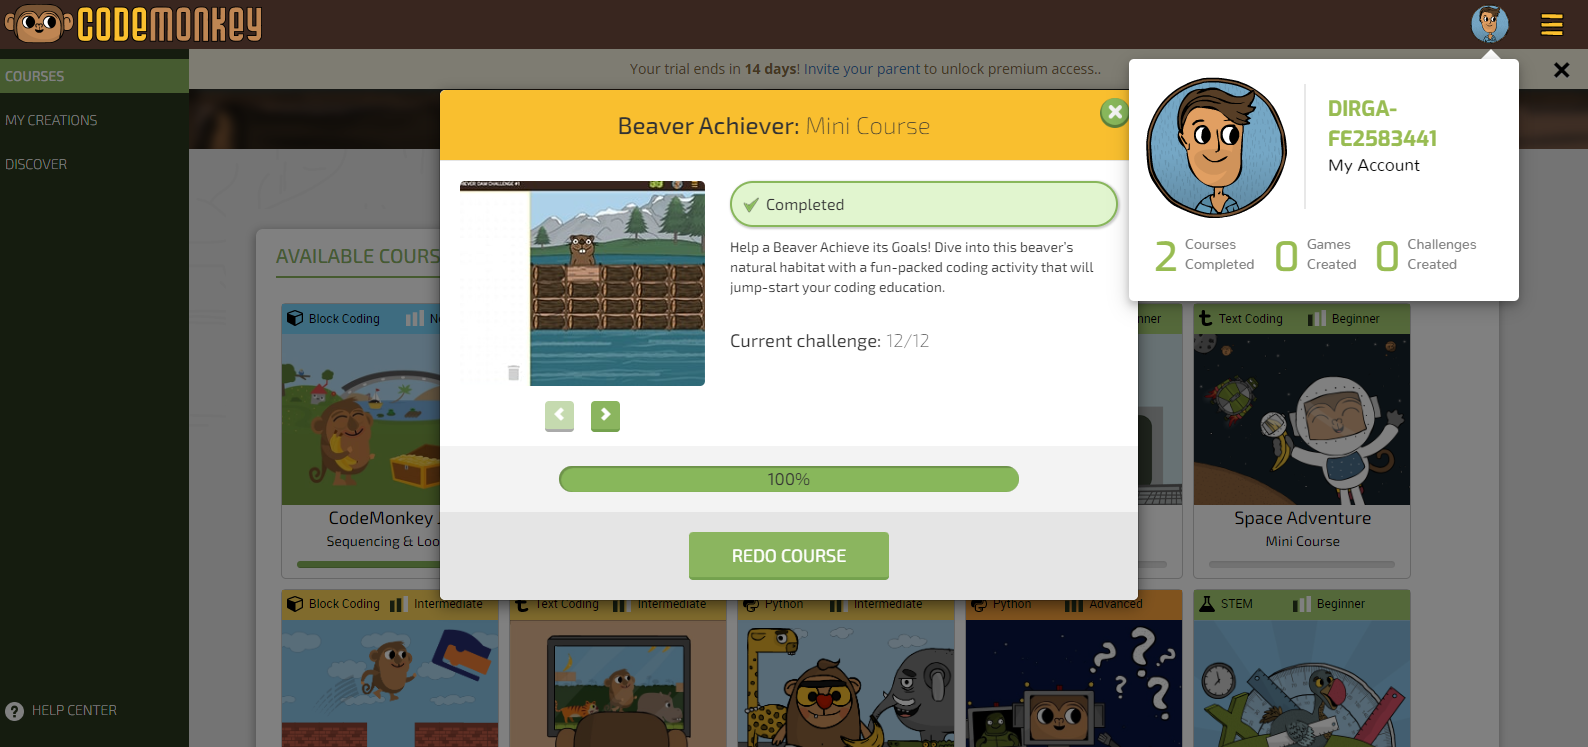 CODEMONKEY
COURSES
MY CREATIONS
DISCOVER
HELP CENTER
Your trial ends in 14 days! Invite your parent to unlock premium access..
DIRGA-
FE2583441
My Account
2 Courses Completed
0 Games Created
0 Challenges Created
Beaver Achiever: Mini Course
Completed
Help a Beaver Achieve its Goals! Dive into this beaver's
natural habitat with a fun-packed coding activity that will
jump-start your coding education.
Current challenge: 12/12
100%
REDO COURSE
AVAILABLE COURS
Block Coding
Text Coding Beginner
CodeMonkey
Sequencing & Loo
Space Adventure
Mini Course
Block Coding Intermediate
Text Coding Intermediate
Python Intermediate
Python Advanced
STEM Beginner